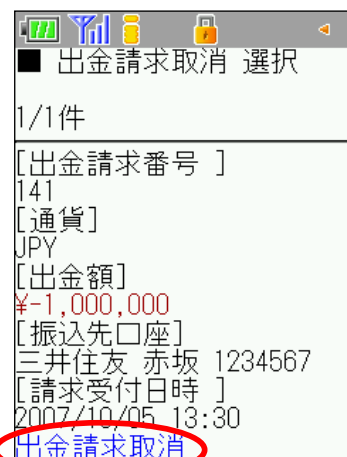 ■ 出金請求取消 選択
1/1件
[出金請求番号 ]
141
[通貨]
JPY
[出金額]
¥-1,000,000
[振込先口座]
三井住友 赤坂 1234567
[請求受付日時 ]
2007/10/05 13:30
出金請求取消